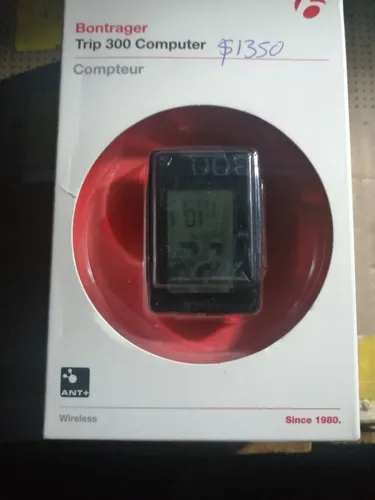 Bontrager
Trip 300 Computer $1350
Compteur
ANT+
Wireless
Since 1980.